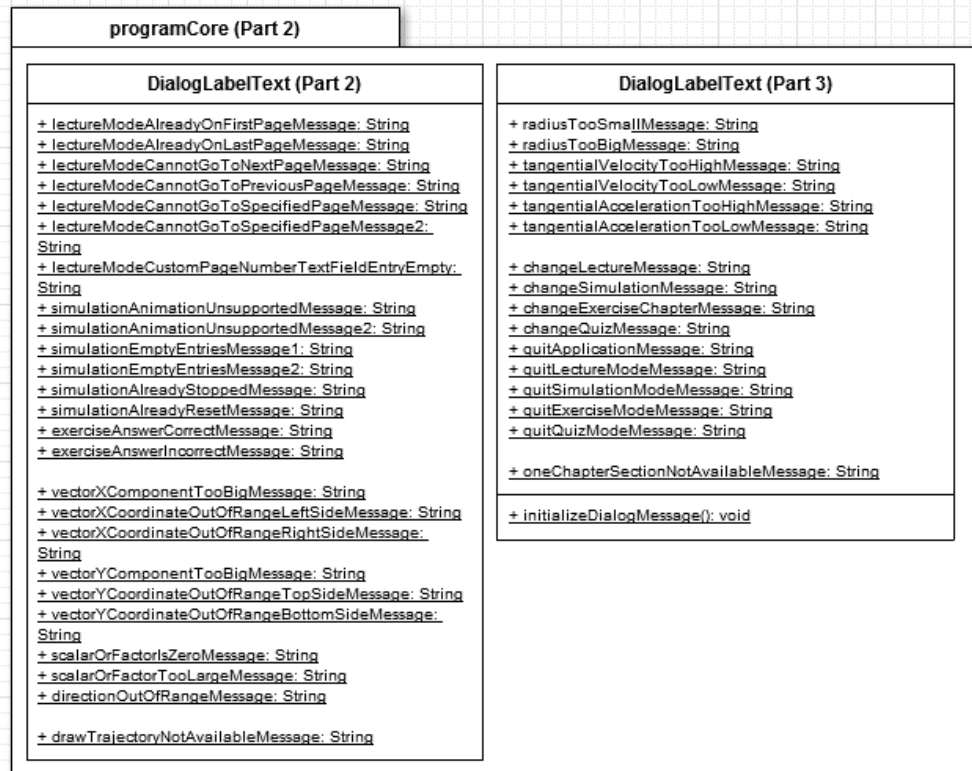 programCore (Part 2)
DialogLabelText (Part 2)
+ lectureModeAlreadyOnFirstPageMessage: String
+ lectureModeAlreadyOnLastPageMessage: String
+ lectureModeCannotGoToNextPageMessage: String
+ lectureModeCannotGoToPreviousPageMessage: String
+ lectureModeCannotGoToSpecifiedPageMessage: String
+ lectureModeCannotGoToSpecifiedPageMessage2:
String
+ lectureModeCustomPageNumberTextFieldEntryEmpty:
String
+ simulationAnimationUnsupportedMessage: String
+ simulationAnimationUnsupportedMessage2: String
+ simulationEmptyEntriesMessage1: String
+ simulationEmptyEntriesMessage2: String
+ simulationAlreadyStoppedMessage: String
+ simulationAlreadyResetMessage: String
+ exerciseAnswerCorrectMessage: String
+ exerciseAnswerIncorrectMessage: String
+ vectorXComponentTooBigMessage: String
+ vectorXCoordinateOutOfRangeLeftSideMessage: String
+ vectorXCoordinateOutOfRangeRightSideMessage:
String
+ vectorYComponentTooBigMessage: String
+ vectorYCoordinateOutOfRangeTopSideMessage: String
+ vectorYCoordinateOutOfRangeBottomSideMessage:
String
+ scalarOrFactorIsZeroMessage: String
+ scalarOrFactorTooLargeMessage: String
+ directionOutOfRangeMessage: String
+ drawTrajectoryNotAvailableMessage: String
DialogLabelText (Part 3)
+ radiusTooSmallMessage: String
+ radiusTooBigMessage: String
+ tangentialVelocityTooHighMessage: String
+ tangentialVelocityTooLowMessage: String
+ tangentialAccelerationTooHighMessage: String
+ tangentialAccelerationTooLowMessage: String
+ changeLectureMessage: String
+ changeSimulationMessage: String
+ changeExerciseChapterMessage: String
+ changeQuizMessage: String
+ quitApplicationMessage: String
+ quitLectureModeMessage: String
+ quitSimulationModeMessage: String
+ quitExerciseModeMessage: String
+ quitQuizModeMessage: String
+ oneChapterSectionNotAvailableMessage: String
+ initializeDialogMessage(): void